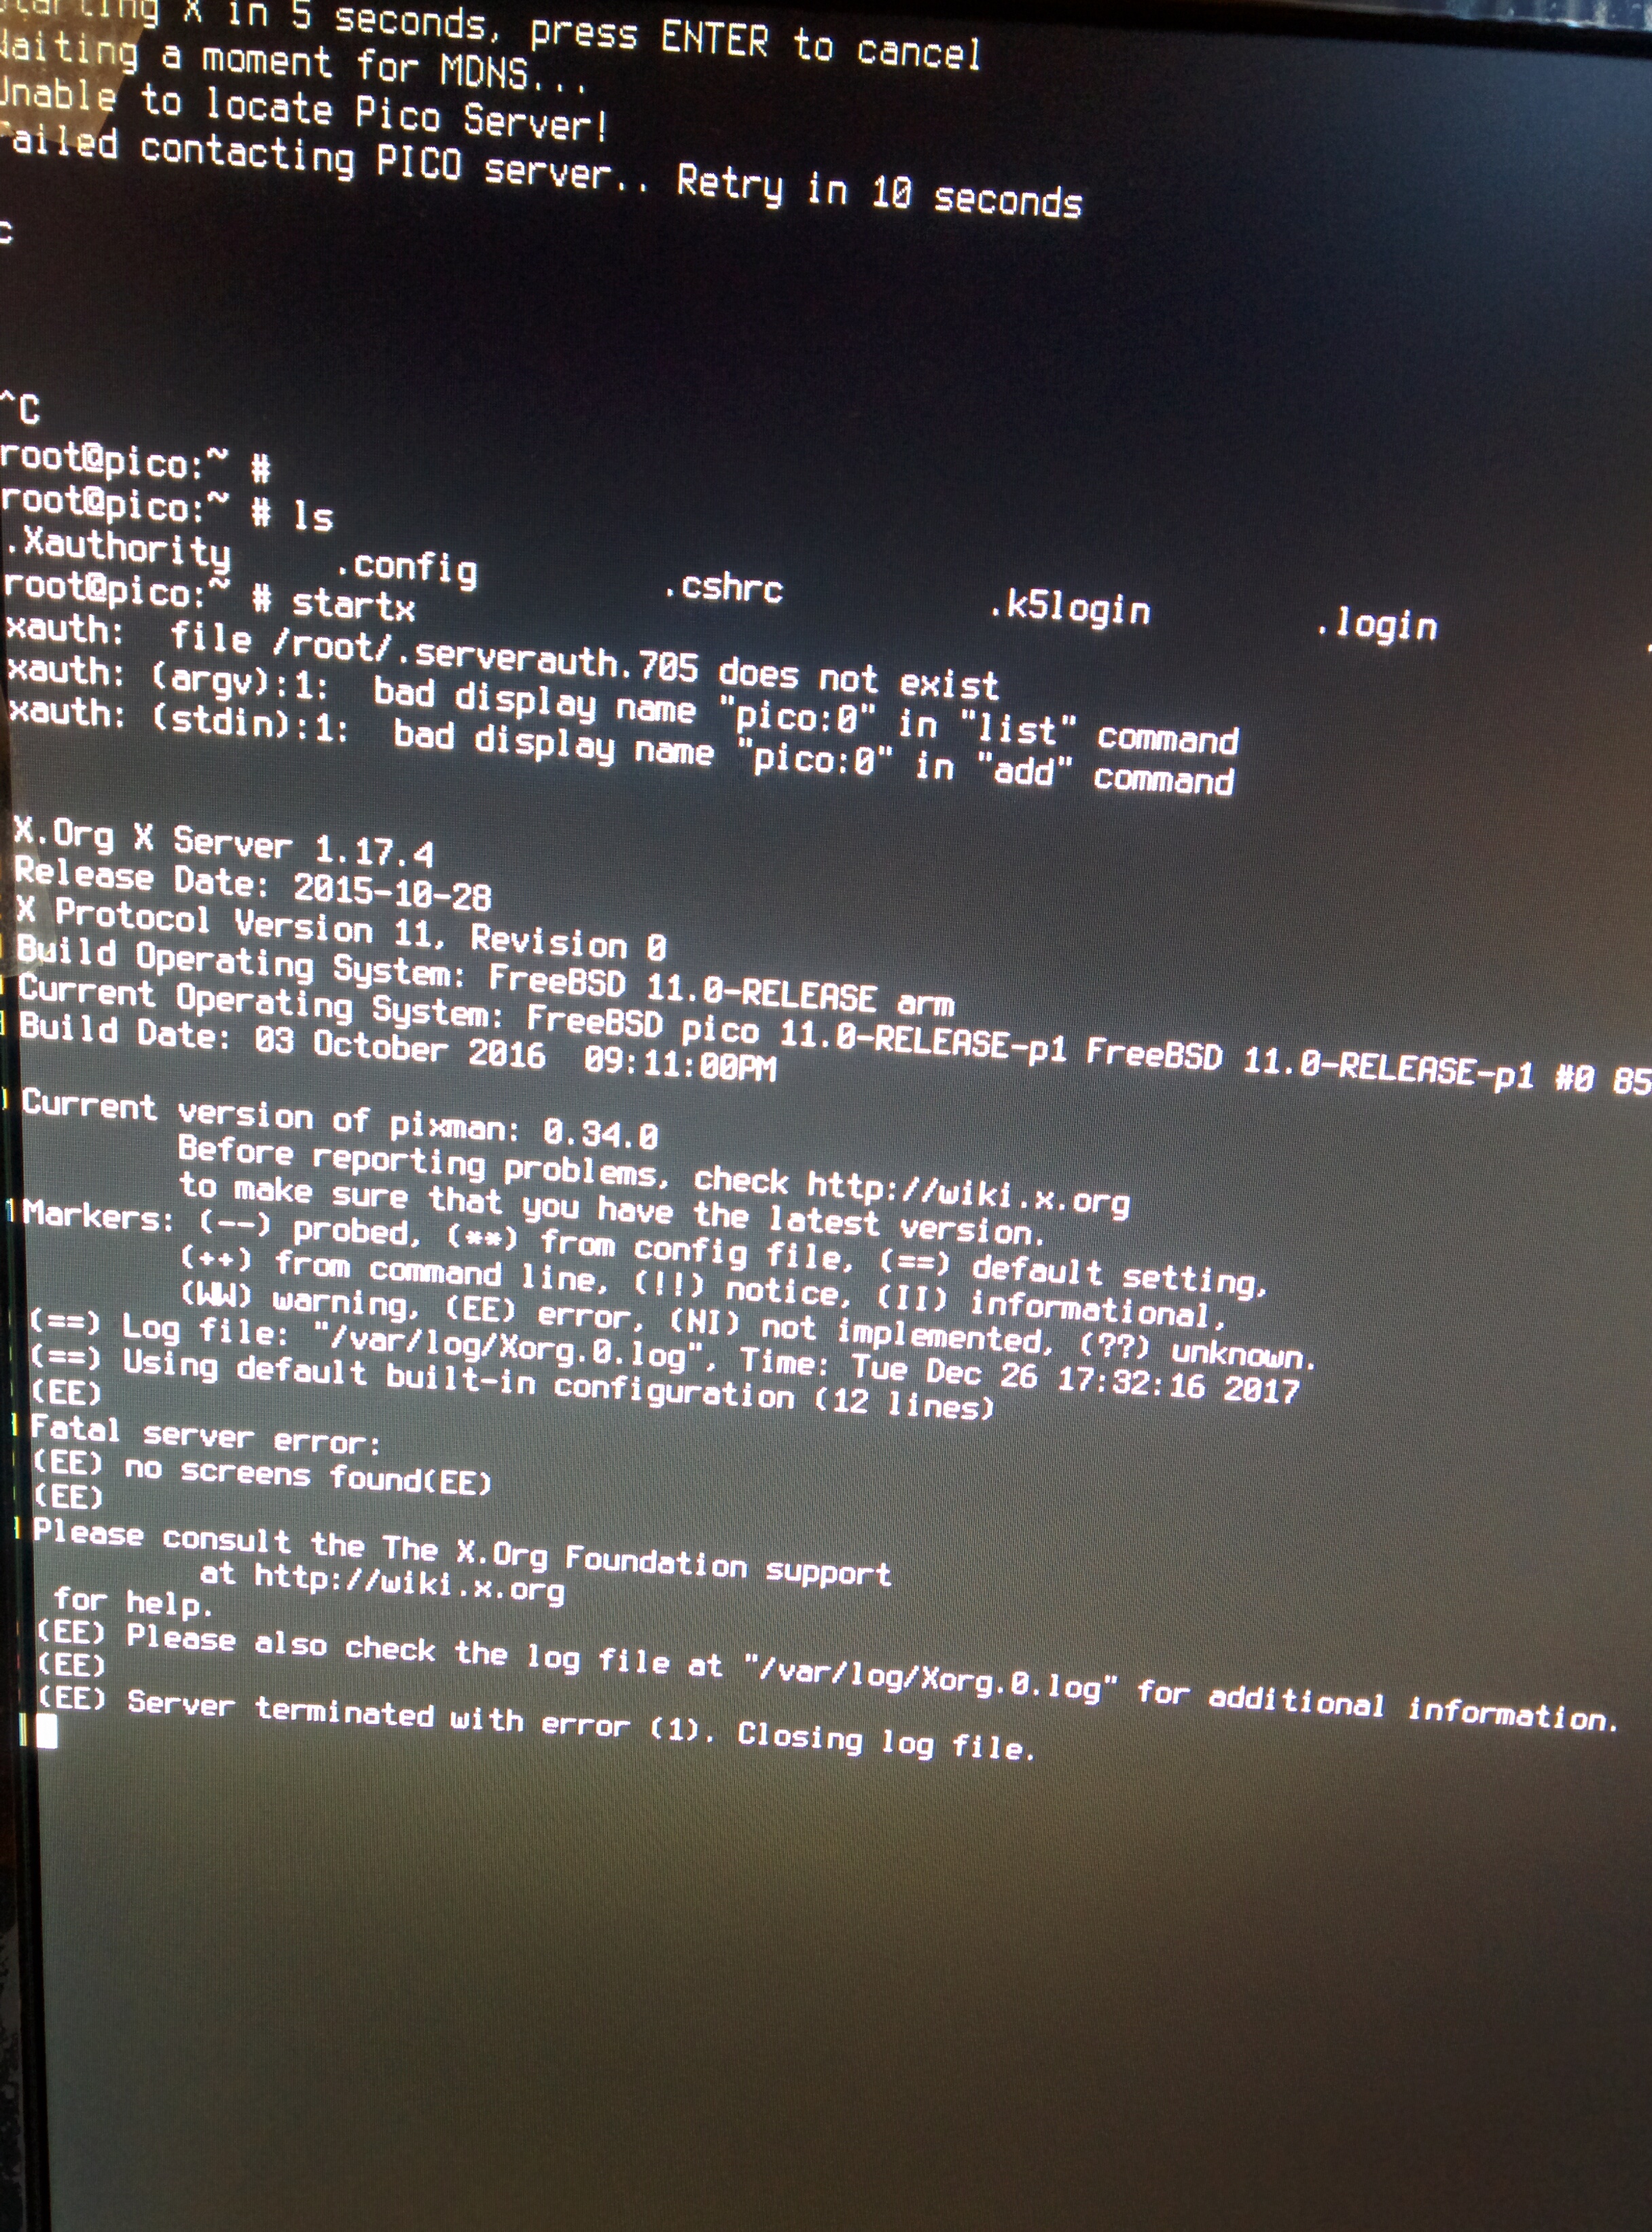 X in 5 seconds, press ENTER to cancel
Waiting a moment for MDNS...
Unable to locate Pico Server!
ailed contacting PICO server.. Retry in 10 seconds
c
^C
root@pico:~ #
root@pico:~ # ls
.Xauthority .config .cshrc .k5login .login
root@pico:~ # startx
xauth: file /root/.serverauth.705 does not exist
xauth: (argv):1: bad display name "pico:0" in "list" command
xauth: (stdin):1: bad display name "pico:0" in "add" command
X.Org X Server 1.17.4
Release Date: 2015-10-28
X Protocol Version 11, Revision 0
Build Operating System: FreeBSD 11.0-RELEASE arm
Current Operating System: FreeBSD pico 11.0-RELEASE-p1 FreeBSD 11.0-RELEASE-p1 #0 85
Build Date: 03 October 2016 09:11:00PM
Current version of pixman: 0.34.0
Before reporting problems, check http://wiki.x.org
to make sure that you have the latest version.
Markers: (--) probed, (**) from config file, (==) default setting,
(++) from command line, (!!) notice, (II) informational,
(WW) warning, (EE) error, (NI) not implemented, (??) unknown.
(==) Log file: "/var/log/Xorg.0.log", Time: Tue Dec 26 17:32:16 2017
(==) Using default built-in configuration (12 lines)
(EE)
Fatal server error:
(EE) no screens found(EE)
(EE)
Please consult the The X.Org Foundation support
at http://wiki.x.org
for help.
(EE) Please also check the log file at "/var/log/Xorg.0.log" for additional information.
(EE)
(EE) Server terminated with error (1). Closing log file.